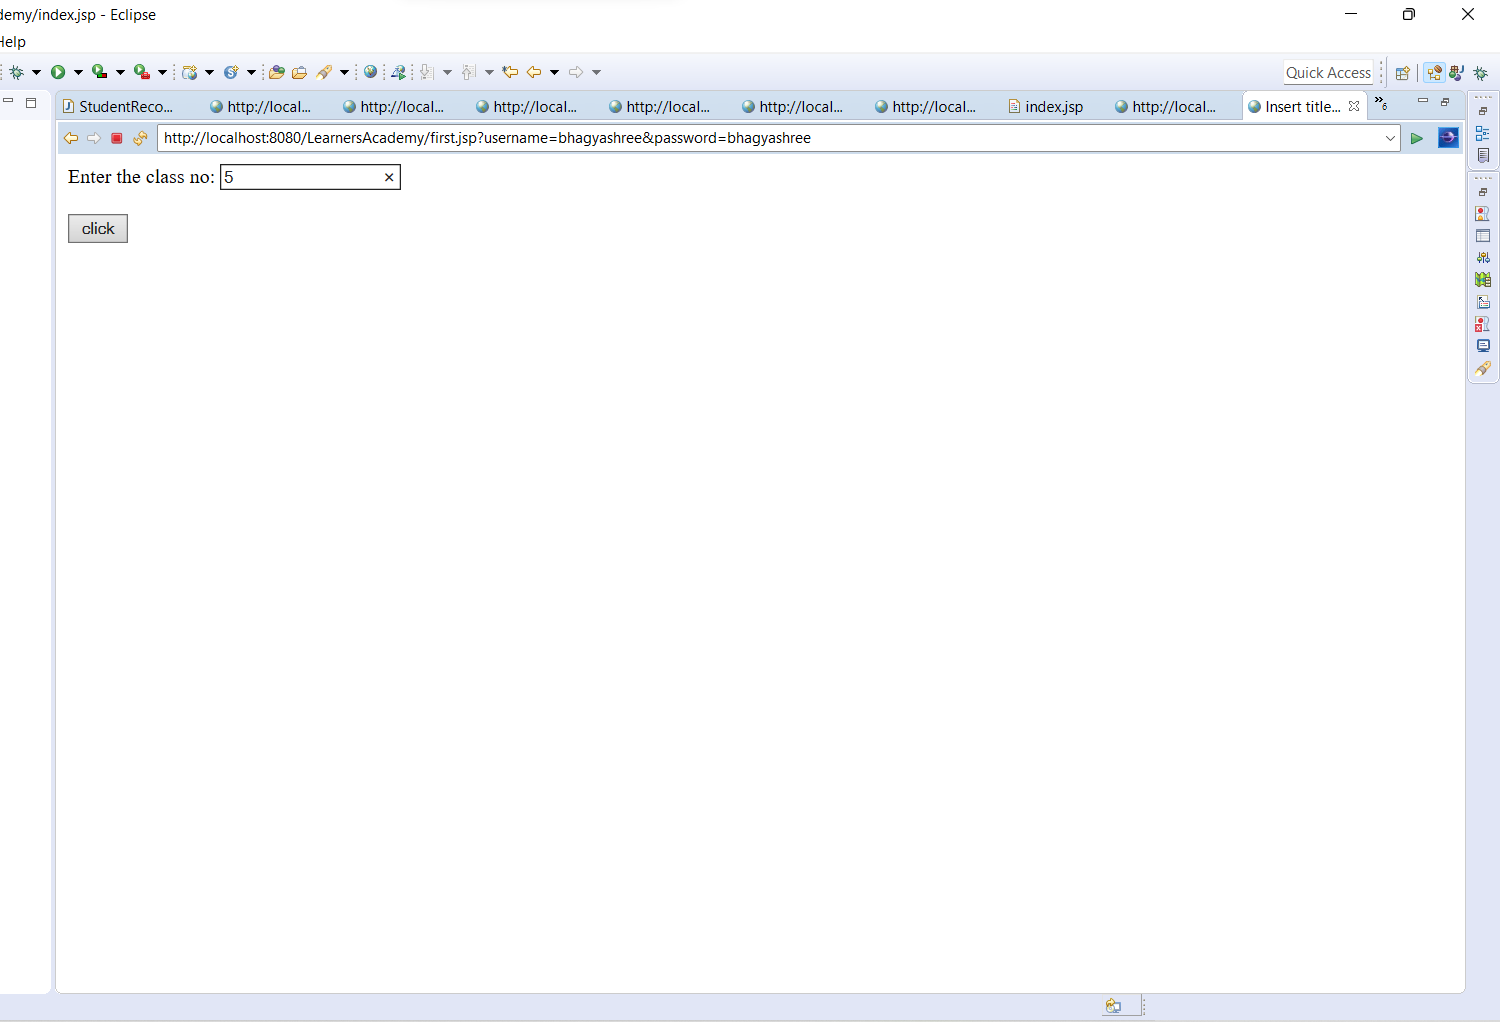 demy/index.jsp - Eclipse
Help
Quick Access
StudentReco... http://local... http://local... http://local... http://local... http://local... http://local... index.jsp http://local... Insert title... »6
http://localhost:8080/LearnersAcademy/first.jsp?username=bhagyashree&password=bhagyashree
Enter the class no: 5
click